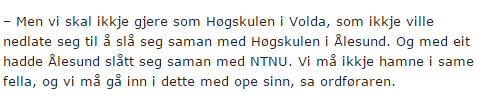 – Men vi skal ikkje gjere som Høgskulen i Volda, som ikkje ville
nedlate seg til å slå seg saman med Høgskulen i Ålesund. Og med eit
hadde Ålesund slått seg saman med NTNU. Vi må ikkje hamne i same
fella, og vi må gå inn i dette med ope sinn, sa ordføraren.